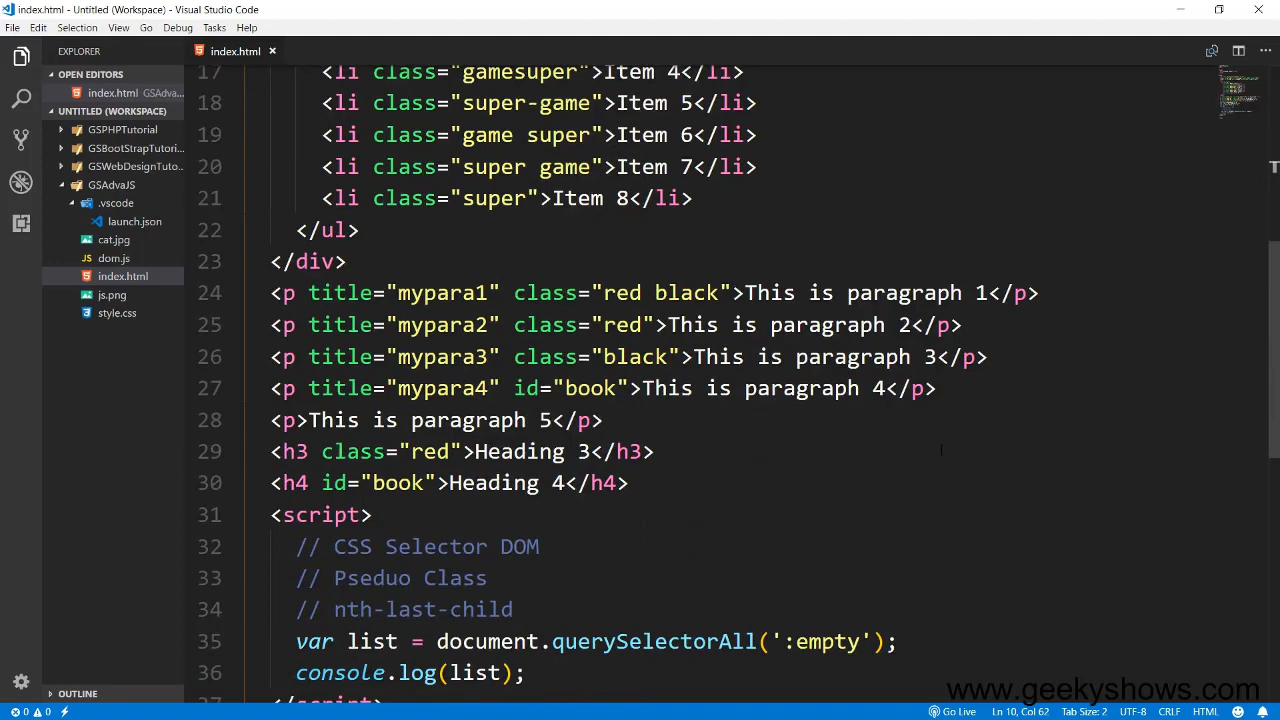 index.html - Untitled (Workspace) - Visual Studio Code
File Edit Selection View Go Debug Tasks Help
EXPLORER
OPEN EDITORS
index.html GSAdva...
UNTITLED (WORKSPACE)
GSPHPTutorial
GSBootStrapTutori...
GSWebDesignTuto...
GSAdvaJS
.vscode
launch.json
cat.jpg
JS dom.js
index.html
js.png
style.css
OUTLINE
index.html ×
17 <li class="gamesuper">Item 4</li>
18 <li class="super-game">Item 5</li>
19 <li class="game super">Item 6</li>
20 <li class="super game">Item 7</li>
21 <li class="super">Item 8</li>
22 </ul>
23 </div>
24 <p title="mypara1" class="red black">This is paragraph 1</p>
25 <p title="mypara2" class="red">This is paragraph 2</p>
26 <p title="mypara3" class="black">This is paragraph 3</p>
27 <p title="mypara4" id="book">This is paragraph 4</p>
28 <p>This is paragraph 5</p>
29 <h3 class="red">Heading 3</h3>
30 <h4 id="book">Heading 4</h4>
31 <script>
32 // CSS Selector DOM
33 // Pseduo Class
34 // nth-last-child
35 var list = document.querySelectorAll(':empty');
36 console.log(list);
37 </script>
www.geekyshows.com
0 0 Go Live Ln 10, Col 62 Tab Size: 2 UTF-8 CRLF HTML